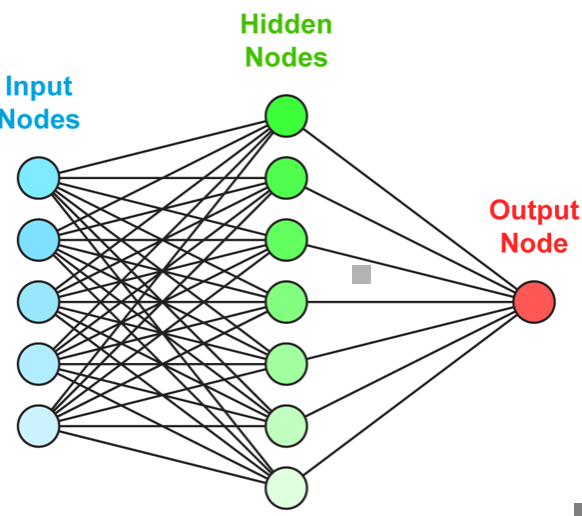 Hidden
Nodes
Input
Nodes
Output
Node